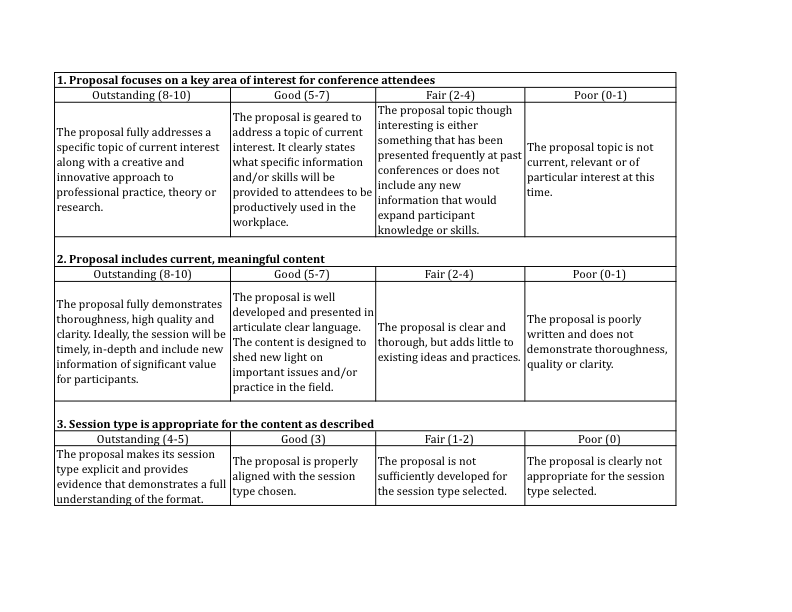 1. Proposal focuses on a key area of interest for conference attendees
Outstanding (8-10)
Good (5-7)
Fair (2-4)
Poor (0-1)
The proposal fully addresses a
specific topic of current interest
along with a creative and
innovative approach to
professional practice, theory or
research.
The proposal is geared to
address a topic of current
interest. It clearly states
what specific information
and/or skills will be
provided to attendees to be
productively used in the
workplace.
The proposal topic though
interesting is either
something that has been
presented frequently at past
conferences or does not
include any new
information that would
expand participant
knowledge or skills.
The proposal topic is not
current, relevant or of
particular interest at this
time.
2. Proposal includes current, meaningful content
Outstanding (8-10)
Good (5-7)
Fair (2-4)
Poor (0-1)
The proposal fully demonstrates
thoroughness, high quality and
clarity. Ideally, the session will be
timely, in-depth and include new
information of significant value
for participants.
The proposal is well
developed and presented in
articulate clear language.
The content is designed to
shed new light on
important issues and/or
practice in the field.
The proposal is clear and
thorough, but adds little to
existing ideas and practices.
The proposal is poorly
written and does not
demonstrate thoroughness,
quality or clarity.
3. Session type is appropriate for the content as described
Outstanding (4-5)
Good (3)
Fair (1-2)
Poor (0)
The proposal makes its session
type explicit and provides
evidence that demonstrates a full
understanding of the format.
The proposal is properly
aligned with the session
type chosen.
The proposal is not
sufficiently developed for
the session type selected.
The proposal is clearly not
appropriate for the session
type selected.